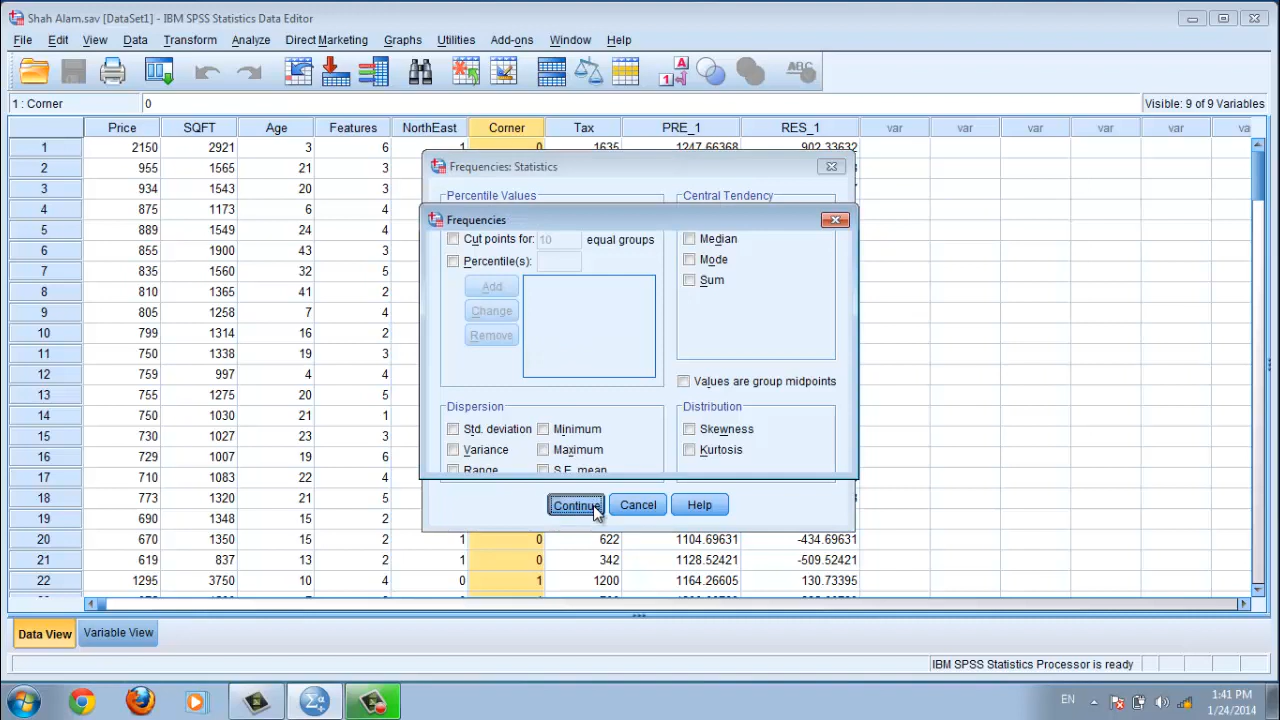 Shah Alam.sav [DataSet1] - IBM SPSS Statistics Data Editor
File Edit View Data Transform Analyze Direct Marketing Graphs Utilities Add-ons Window Help
A
1
ABC
1 : Corner 0 Visible: 9 of 9 Variables
Price SQFT Age Features NorthEast Corner Tax PRE_1 RES_1 var var var var var va
1 2150 2921 3 6 1 0 1635 1247.66368 902.33632
Frequencies: Statistics
2 955 1565 21 3
3 934 1543 20 3
Percentile Values Central Tendency
4 875 1173 6 4
Frequencies
5 889 1549 24 4
Cut points for: 10 equal groups Median
6 855 1900 43 3
Percentile(s): Mode
7 835 1560 32 5
Sum
Add
8 810 1365 41 2
9 805 1258 7 4
Change
10 799 1314 16 2
Remove
11 750 1338 19 3
12 759 997 4 4
Values are group midpoints
13 755 1275 20 5
Dispersion Distribution
14 750 1030 21 1
Std. deviation Minimum Skewness
15 730 1027 23 3
Variance Maximum Kurtosis
16 729 1007 19 6
Range S.E. mean
17 710 1083 22 4
18 773 1320 21 5
Continue Cancel Help
19 690 1348 15 2
20 670 1350 15 2 1 0 622 1104.69631 -434.69631
21 619 837 13 2 1 0 342 1128.52421 -509.52421
22 1295 3750 10 4 0 1 1200 1164.26605 130.73395
Data View Variable View
IBM SPSS Statistics Processor is ready
EN
1:41 PM
1/24/2014